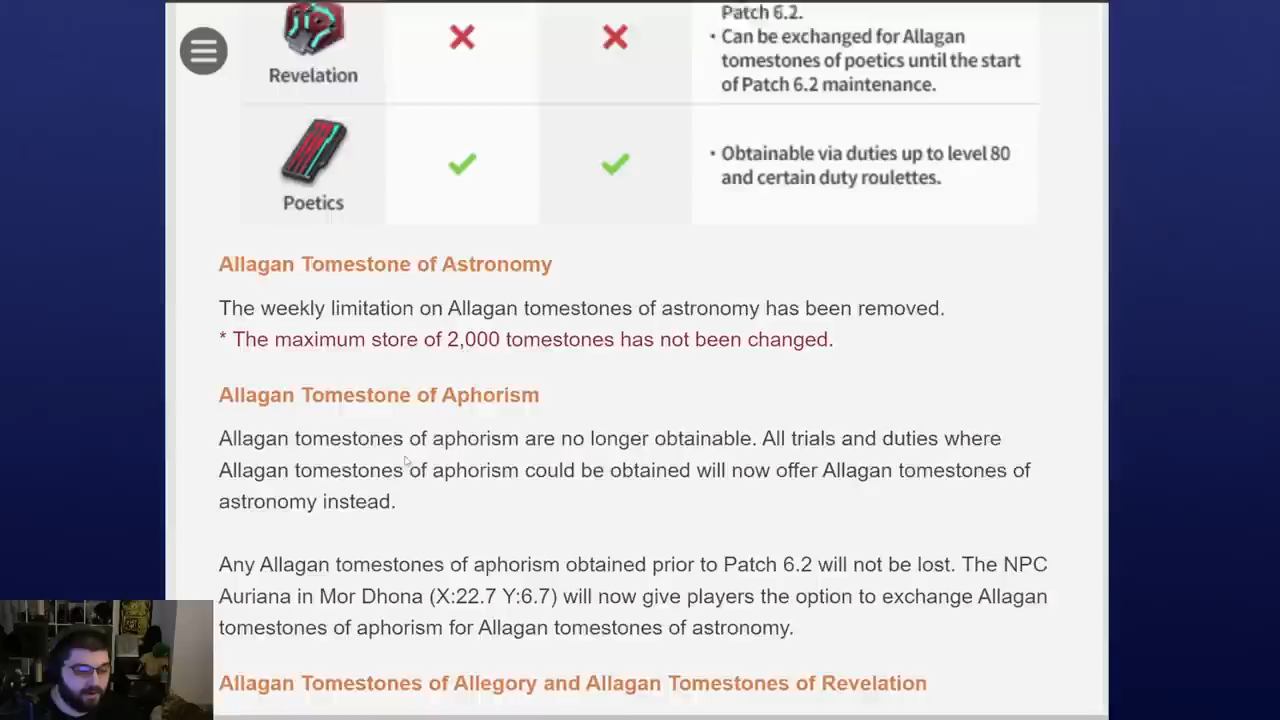 Patch 6.2.
• Can be exchanged for Allagan
tomestones of poetics until the start
of Patch 6.2 maintenance.
Revelation
• Obtainable via duties up to level 80
and certain duty roulettes.
Poetics
Allagan Tomestone of Astronomy
The weekly limitation on Allagan tomestones of astronomy has been removed.
* The maximum store of 2,000 tomestones has not been changed.
Allagan Tomestone of Aphorism
Allagan tomestones of aphorism are no longer obtainable. All trials and duties where
Allagan tomestones of aphorism could be obtained will now offer Allagan tomestones of
astronomy instead.
Any Allagan tomestones of aphorism obtained prior to Patch 6.2 will not be lost. The NPC
Auriana in Mor Dhona (X:22.7 Y:6.7) will now give players the option to exchange Allagan
tomestones of aphorism for Allagan tomestones of astronomy.
Allagan Tomestones of Allegory and Allagan Tomestones of Revelation